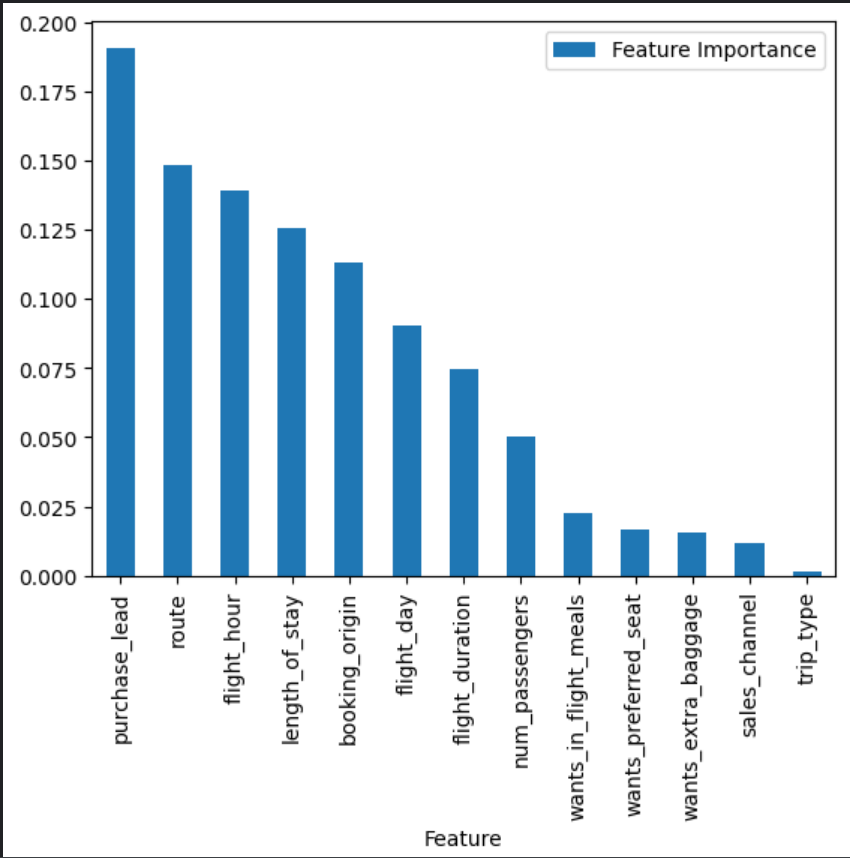 0.200
0.175
0.150
0.125
0.100
0.075
0.050
0.025
0.000
Feature Importance
purchase_lead
route
flight_hour
length_of_stay
booking_origin
flight_day
flight_duration
num_passengers
wants_in_flight_meals
wants_preferred_seat
wants_extra_baggage
sales_channel
trip_type
Feature